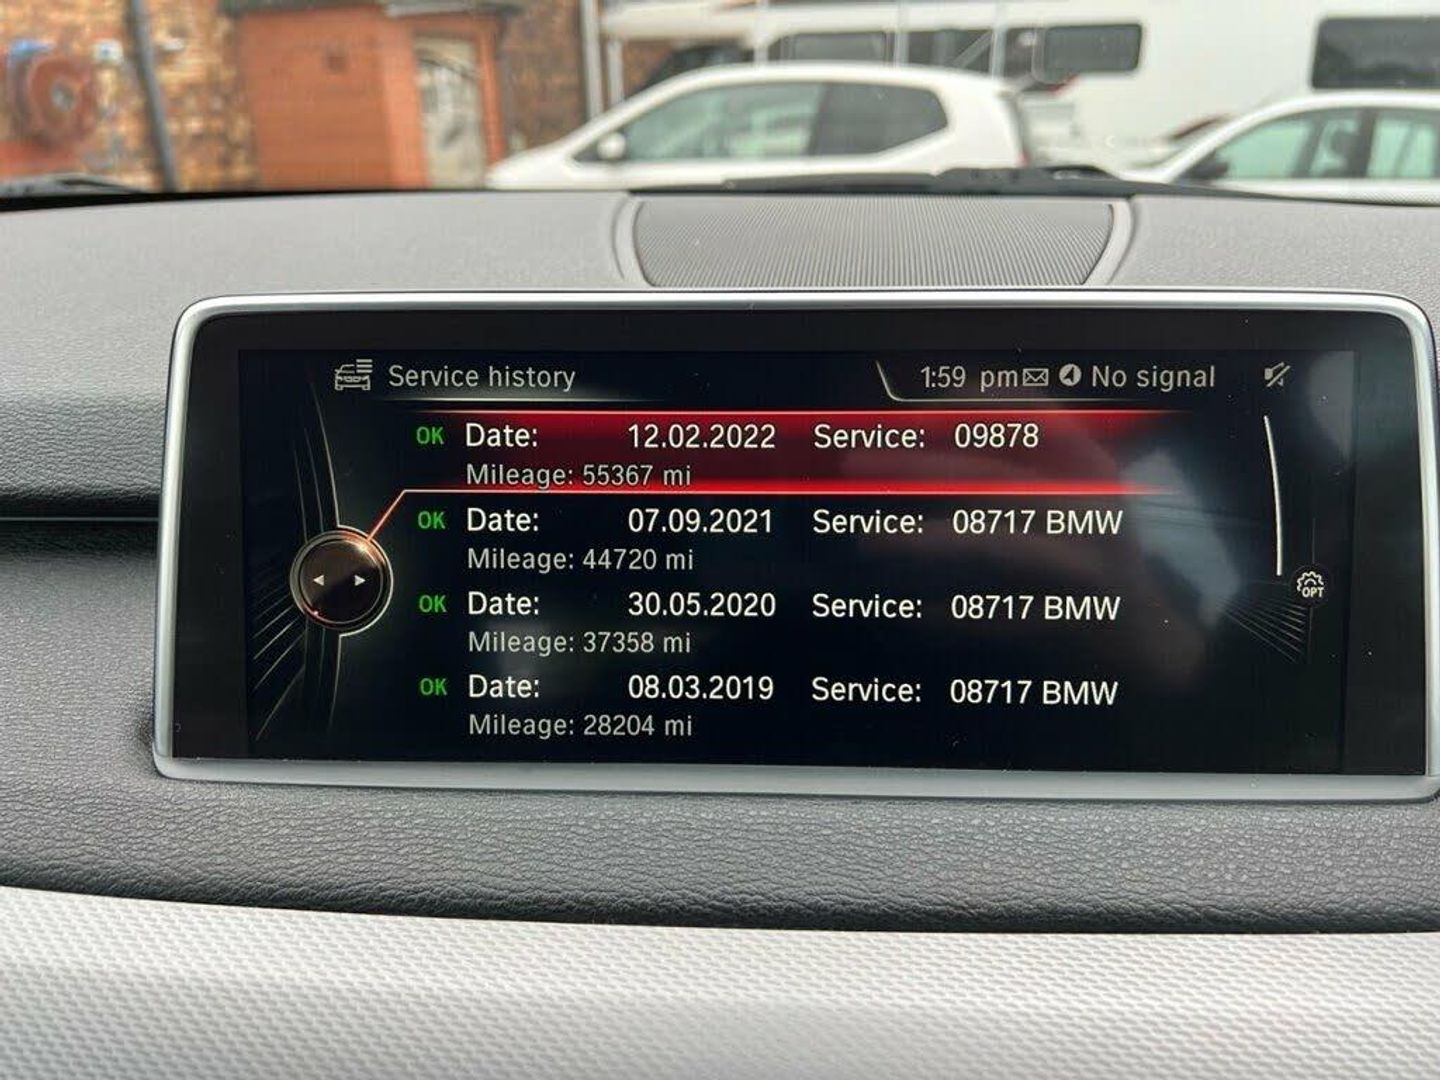 Service history 1:59 pm No signal
OK Date: 12.02.2022 Service: 09878
Mileage: 55367 mi
OK Date: 07.09.2021 Service: 08717 BMW
Mileage: 44720 mi
OK Date: 30.05.2020 Service: 08717 BMW
Mileage: 37358 mi
OPT
OK Date: 08.03.2019 Service: 08717 BMW
Mileage: 28204 mi